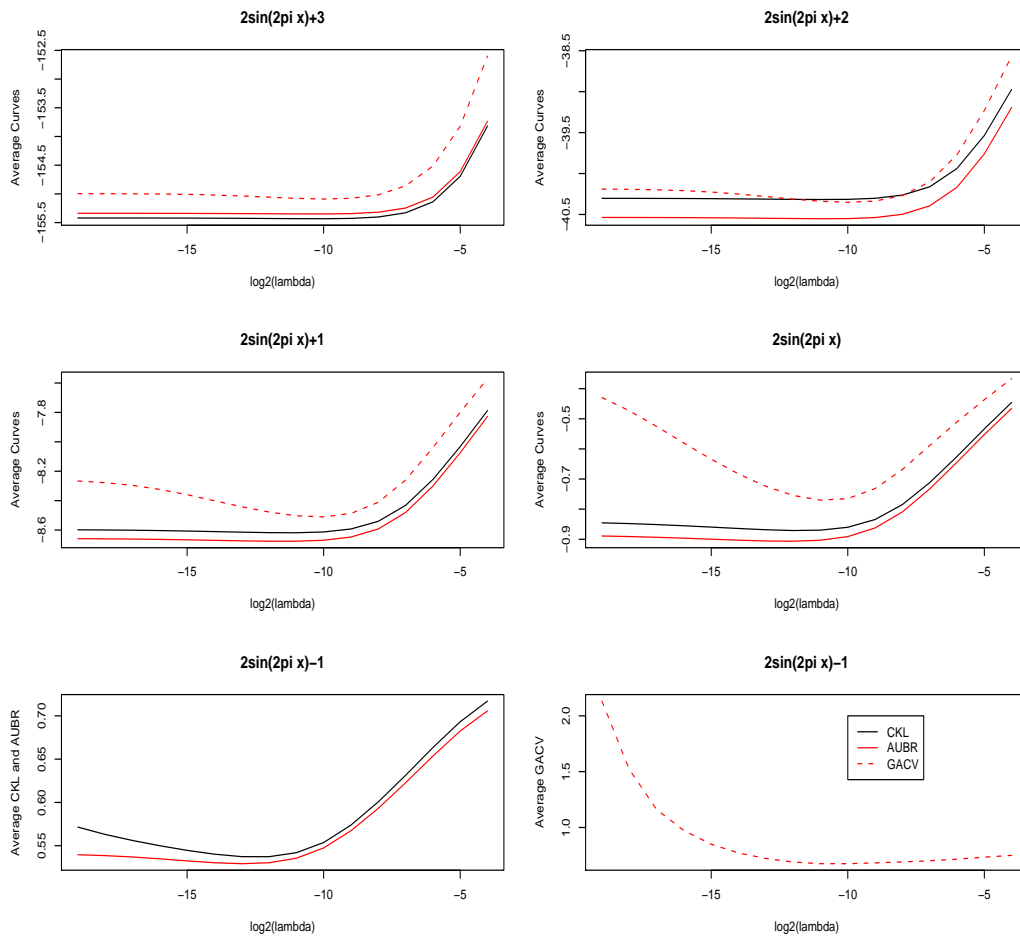 2sin(2pi x)+3
Average Curves
−152.5
−153.5
−154.5
−155.5
−15
−10
−5
log2(lambda)
2sin(2pi x)+2
Average Curves
−38.5
−39.5
−40.5
−15
−10
−5
log2(lambda)
2sin(2pi x)+1
Average Curves
−7.8
−8.2
−8.6
−15
−10
−5
log2(lambda)
2sin(2pi x)
Average Curves
−0.5
−0.7
−0.9
−15
−10
−5
log2(lambda)
2sin(2pi x)−1
Average CKL and AUBR
0.70
0.65
0.60
0.55
−15
−10
−5
log2(lambda)
2sin(2pi x)−1
Average GACV
2.0
1.5
1.0
CKL
AUBR
GACV
−15
−10
−5
log2(lambda)